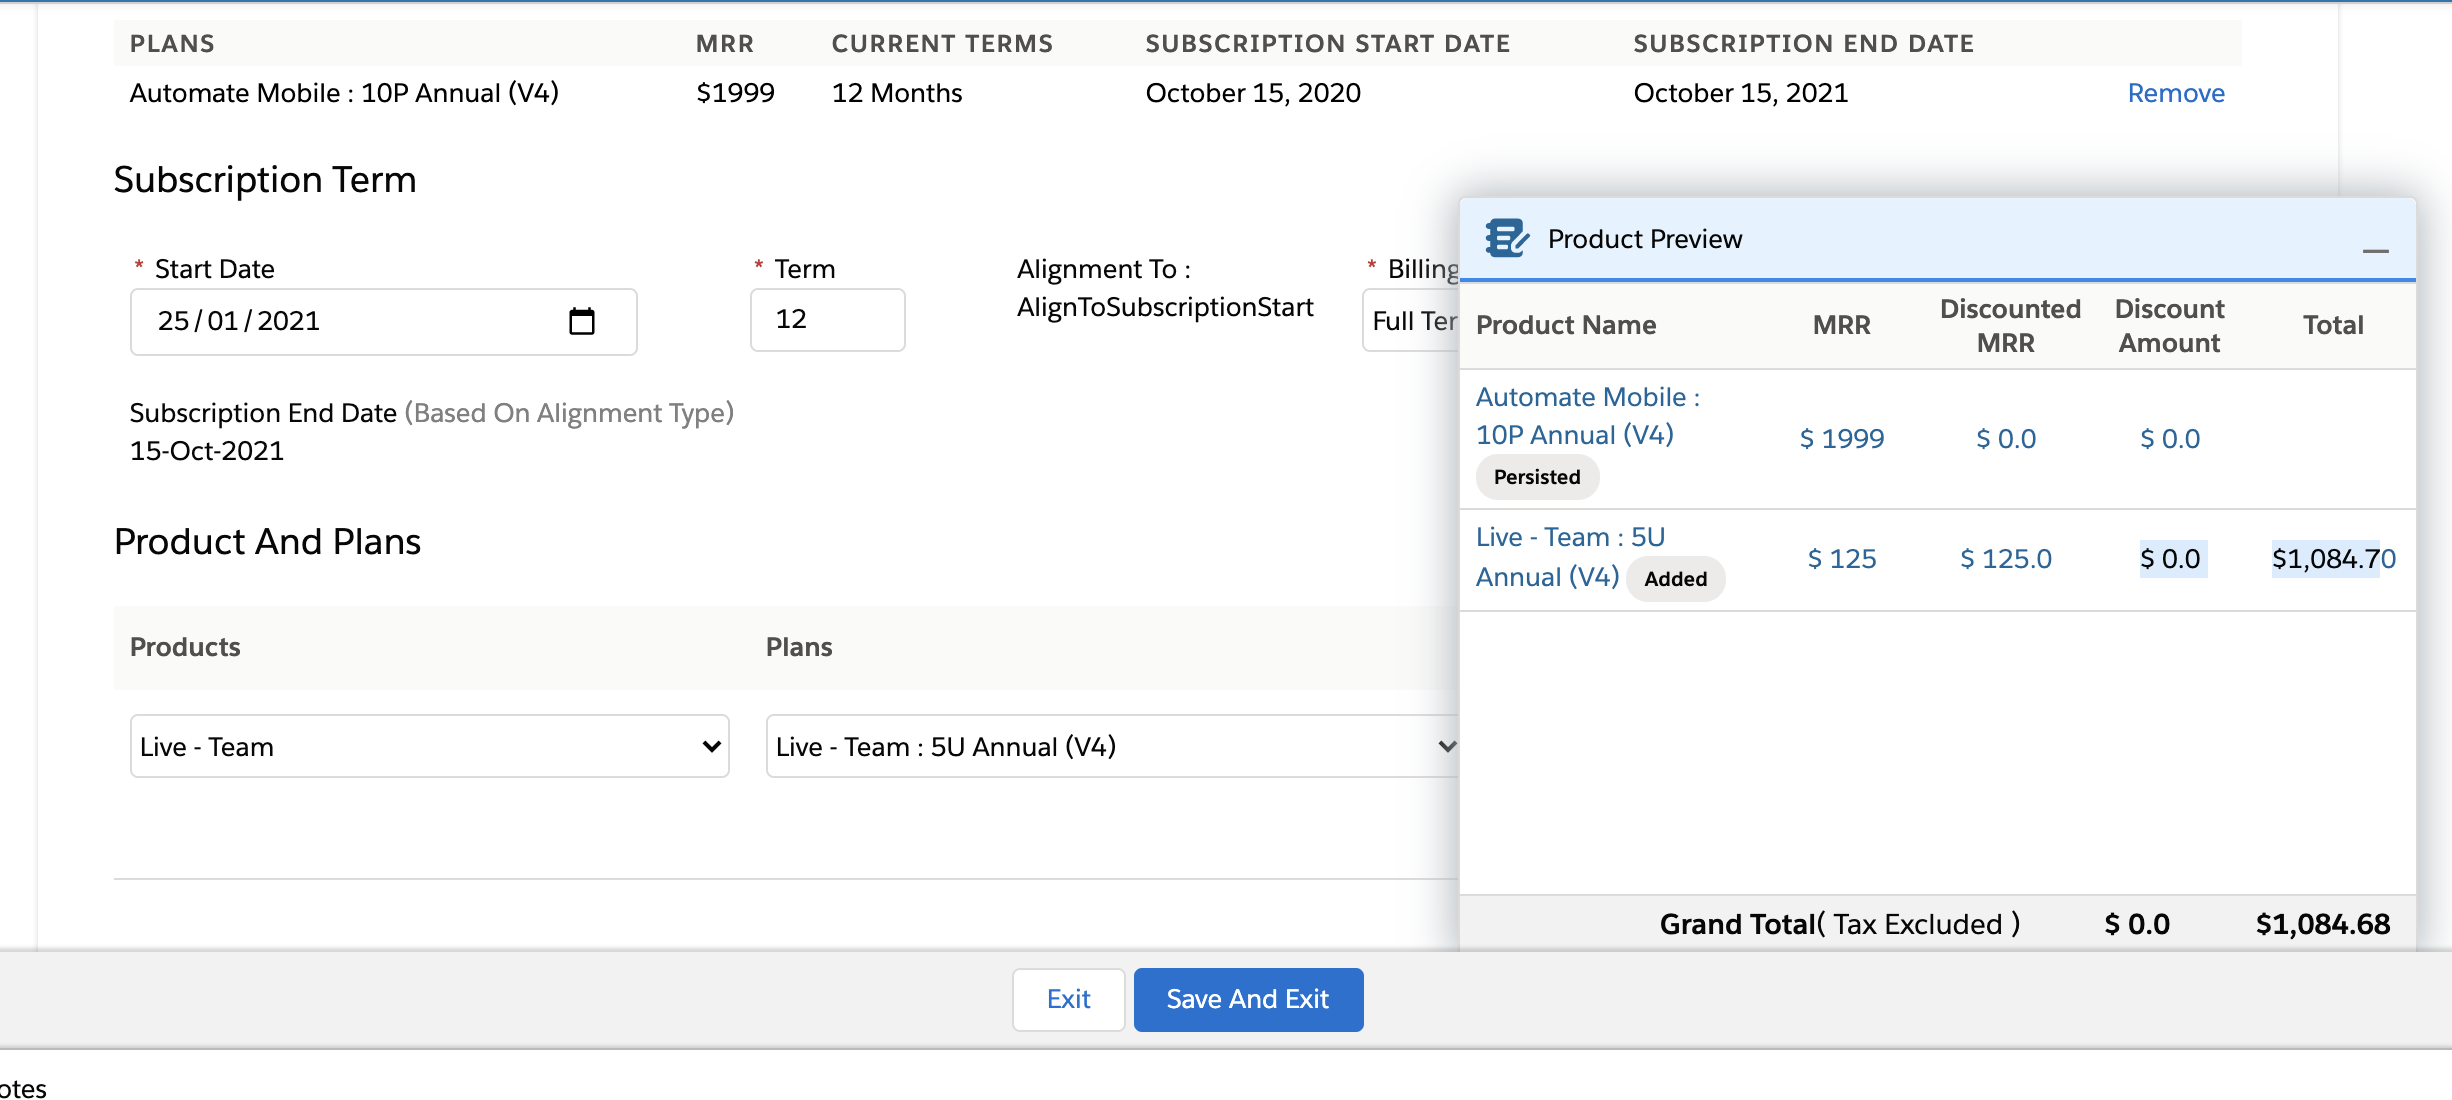 PLANS MRR CURRENT TERMS SUBSCRIPTION START DATE SUBSCRIPTION END DATE
Automate Mobile : 10P Annual (V4) $1999 12 Months October 15, 2020 October 15, 2021 Remove
Subscription Term
* Start Date * Term Alignment To : * Billing
25/01/2021 12 AlignToSubscriptionStart Full Ter
Subscription End Date (Based On Alignment Type)
15-Oct-2021
Product And Plans
Products Plans
Live - Team Live - Team : 5U Annual (V4)
Product Preview
Product Name MRR Discounted MRR Discount Amount Total
Automate Mobile :
10P Annual (V4) $ 1999 $ 0.0 $ 0.0
Persisted
Live - Team : 5U
Annual (V4) Added $ 125 $ 125.0 $ 0.0 $1,084.70
Grand Total( Tax Excluded ) $ 0.0 $1,084.68
Exit Save And Exit
otes